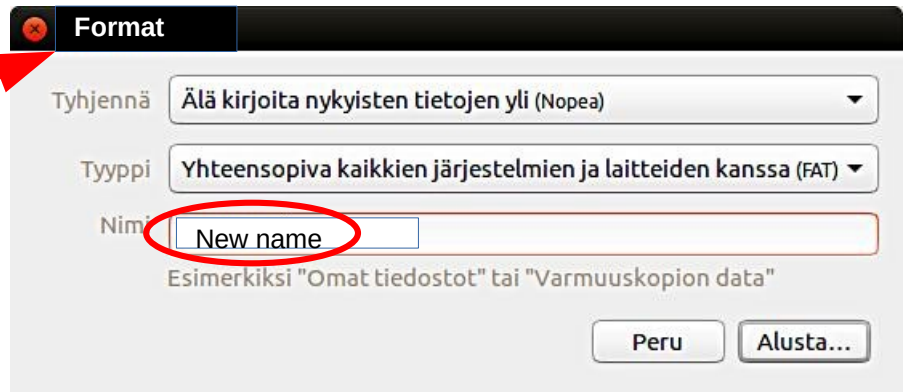 Format
Tyhjennä Älä kirjoita nykyisten tietojen yli (Nopea)
Tyyppi Yhteensopiva kaikkien järjestelmien ja laitteiden kanssa (FAT)
Nimi New name
Esimerkiksi "Omat tiedostot" tai "Varmuuskopion data"
Peru Alusta...